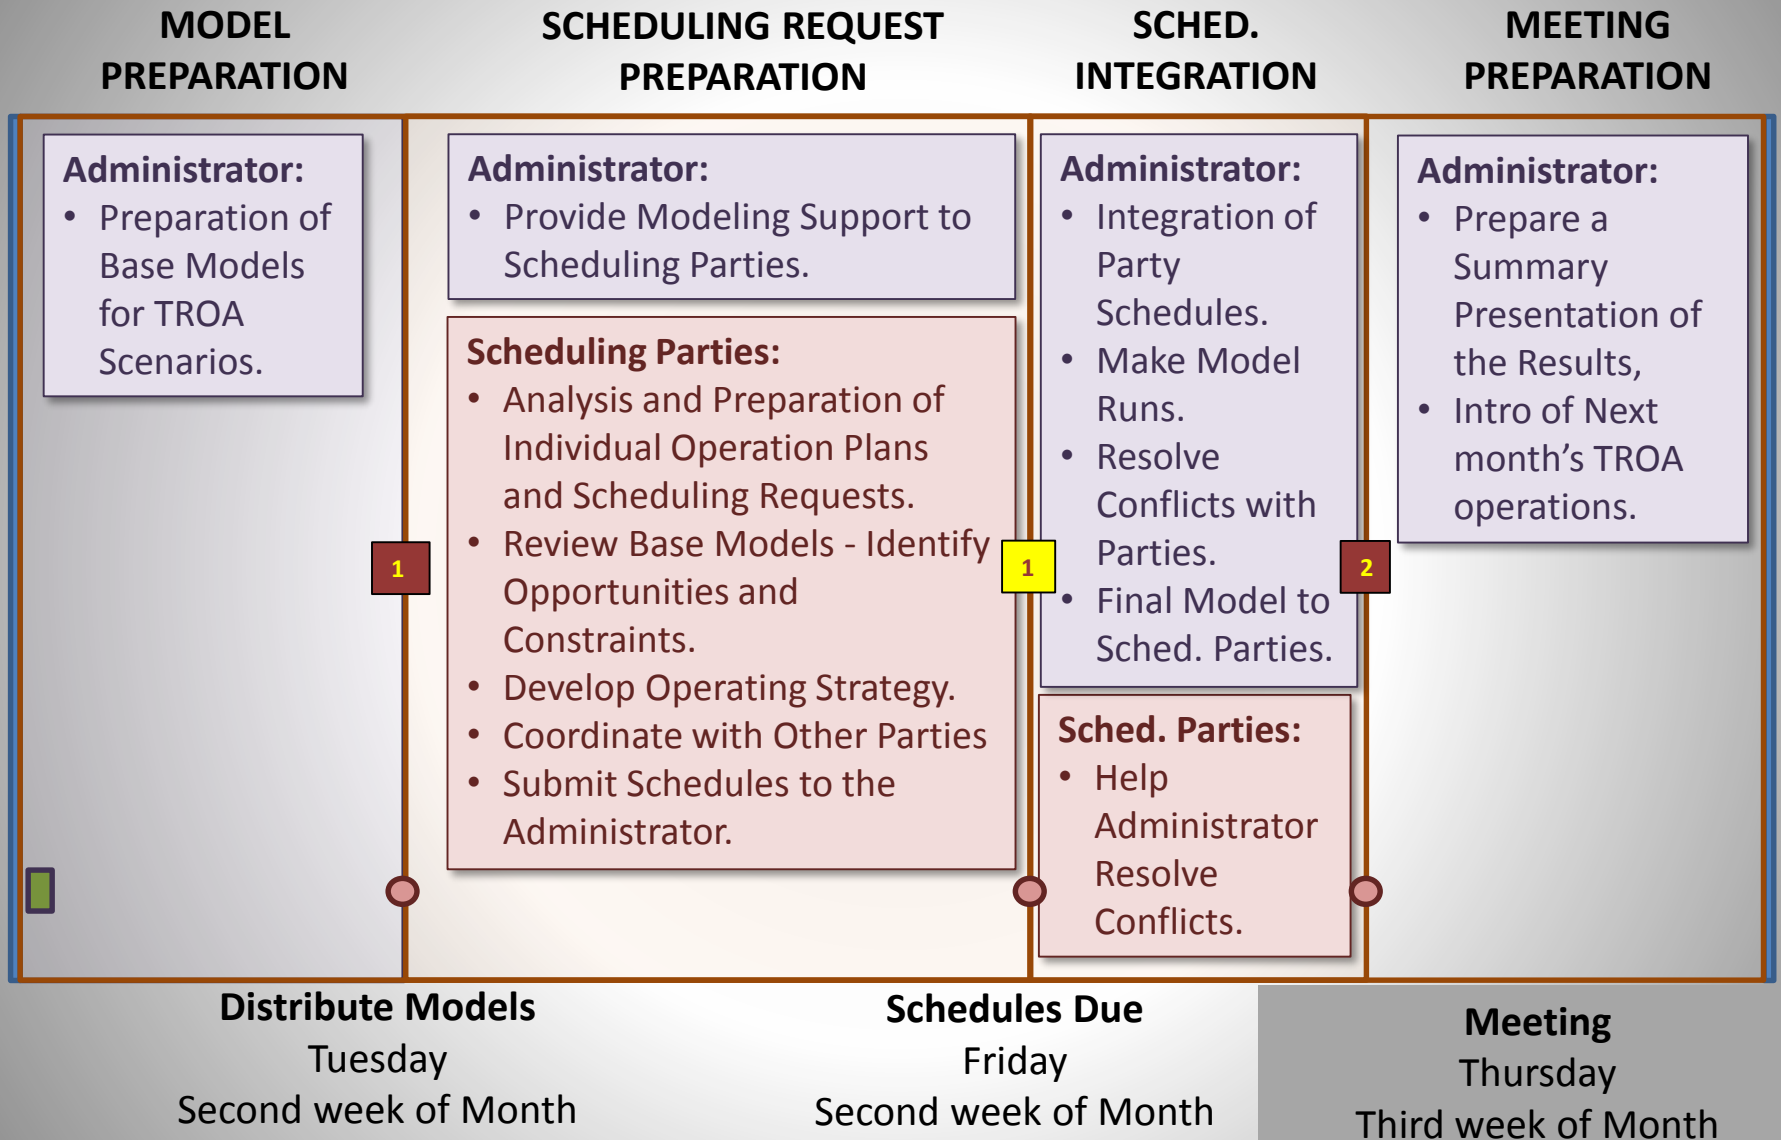 MODEL
PREPARATION
SCHEDULING REQUEST
PREPARATION
SCHED.
INTEGRATION
MEETING
PREPARATION
Administrator:
• Preparation of
Base Models
for TROA
Scenarios.
Administrator:
• Provide Modeling Support to
Scheduling Parties.
Scheduling Parties:
• Analysis and Preparation of
Individual Operation Plans
and Scheduling Requests.
• Review Base Models - Identify
Opportunities and
Constraints.
• Develop Operating Strategy.
• Coordinate with Other Parties
• Submit Schedules to the
Administrator.
Administrator:
• Integration of
Party
Schedules.
• Make Model
Runs.
• Resolve
Conflicts with
Parties.
• Final Model to
Sched. Parties.
Sched. Parties:
• Help
Administrator
Resolve
Conflicts.
Administrator:
• Prepare a
Summary
Presentation of
the Results,
• Intro of Next
month's TROA
operations.
1
1
2
Distribute Models
Tuesday
Second week of Month
Schedules Due
Friday
Second week of Month
Meeting
Thursday
Third week of Month